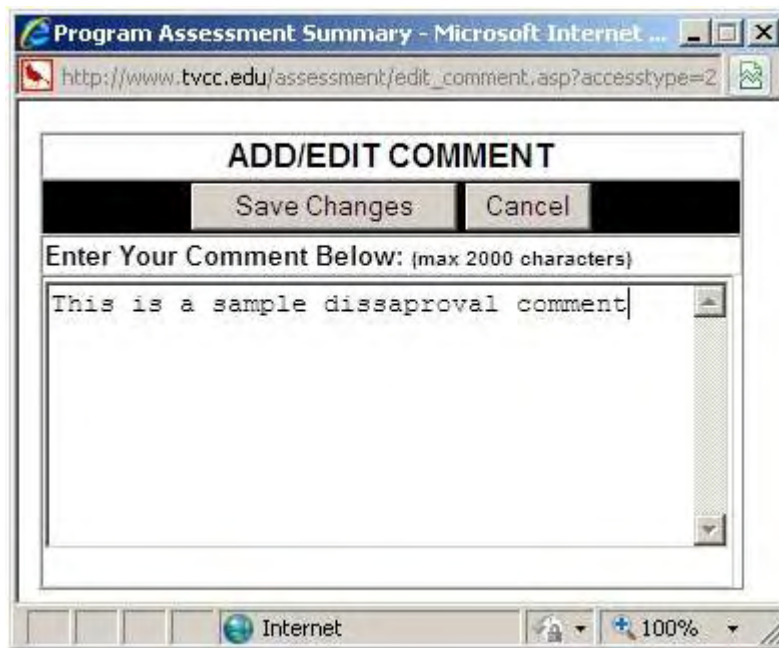 Program Assessment Summary - Microsoft Internet ...
http://www.tvcc.edu/assessment/edit_comment.asp?accesstype=2
ADD/EDIT COMMENT
Save Changes Cancel
Enter Your Comment Below: (max 2000 characters)
This is a sample dissaproval comment
Internet 100%